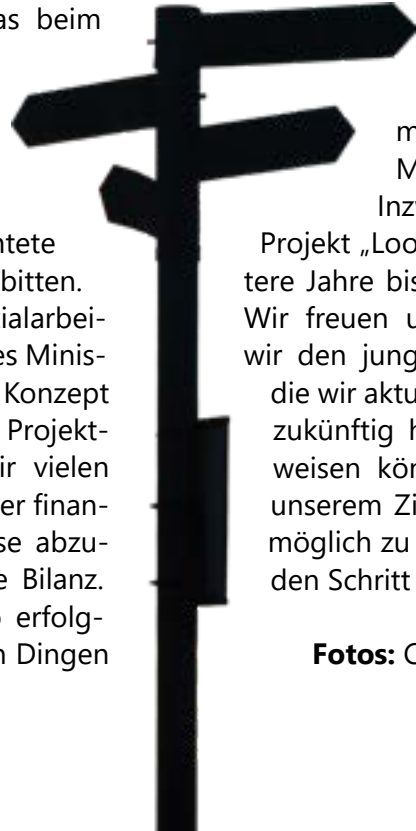 as beim
ntete
bitten.
ialarbei-
es Minis-
Konzept
Projekt-
ir vielen
er finan-
se abzu-
e Bilanz.
erfolg-
n Dingen
m
M
Inz
Projekt „Loo
tere Jahre bis
Wir freuen u
wir den jung
die wir aktu
zukünftig h
weisen kö
unserem Zi
möglich zu
den Schritt
Fotos: